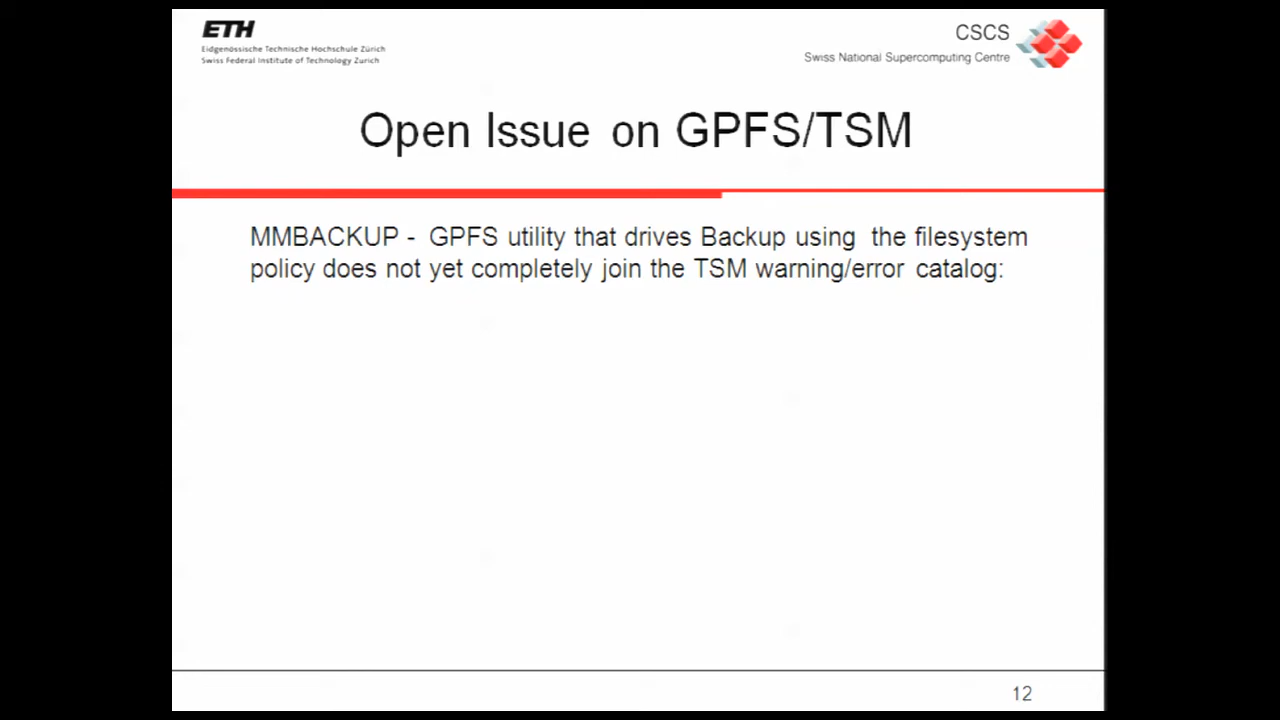 ETH
Eidgenössische Technische Hochschule Zürich
Swiss Federal Institute of Technology Zurich
CSCS
Swiss National Supercomputing Centre
Open Issue on GPFS/TSM
MMBACKUP - GPFS utility that drives Backup using the filesystem
policy does not yet completely join the TSM warning/error catalog:
12